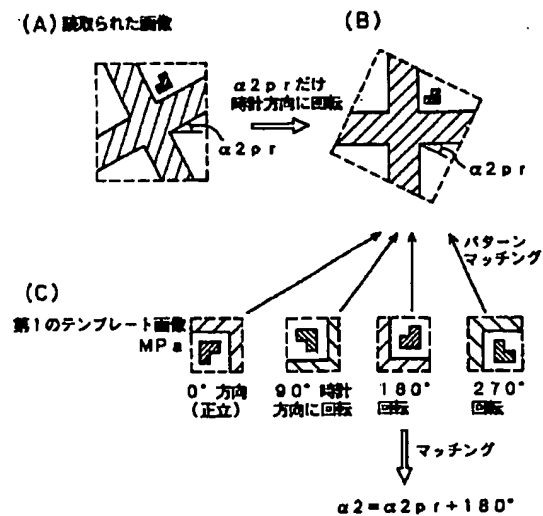 (A) 読取られた画像
(B)
α2prだけ
時計方向に回転
α2pr
α2pr
パターン
マッチング
(C)
第1のテンプレート画像
MPa
0°方向
(正立)
90°時計
方向に回転
180°
回転
270°
回転
マッチング
α2=α2pr+180°